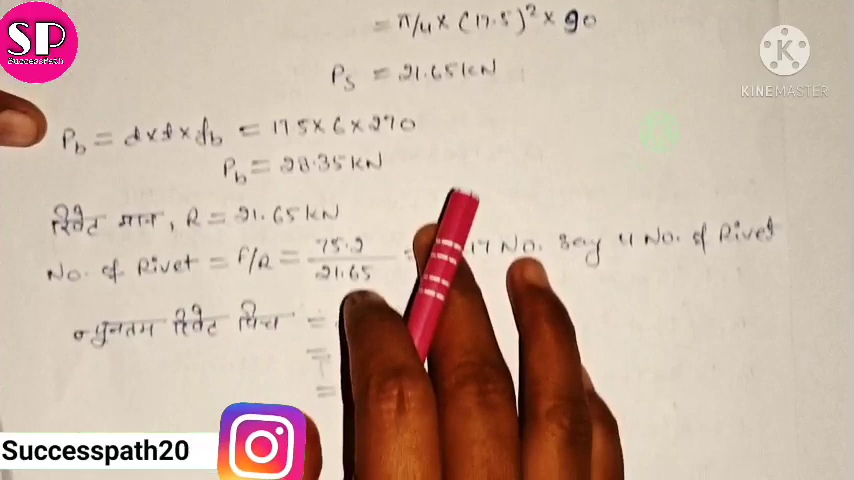 SP
Successpath
= π/4 × (17.5)² × 90
Ps = 21.65 KN
KINEMASTER
Pb = d×t×fb = 175×6×270
Pb = 28.35 KN
रिवेट मान, R = 21.65 KN
No. of Rivet = F/R = 75.2/21.65 = 17 No. say 4 No. of Rivet
न्युनतम रिवेट पिच =
=
=
Successpath20